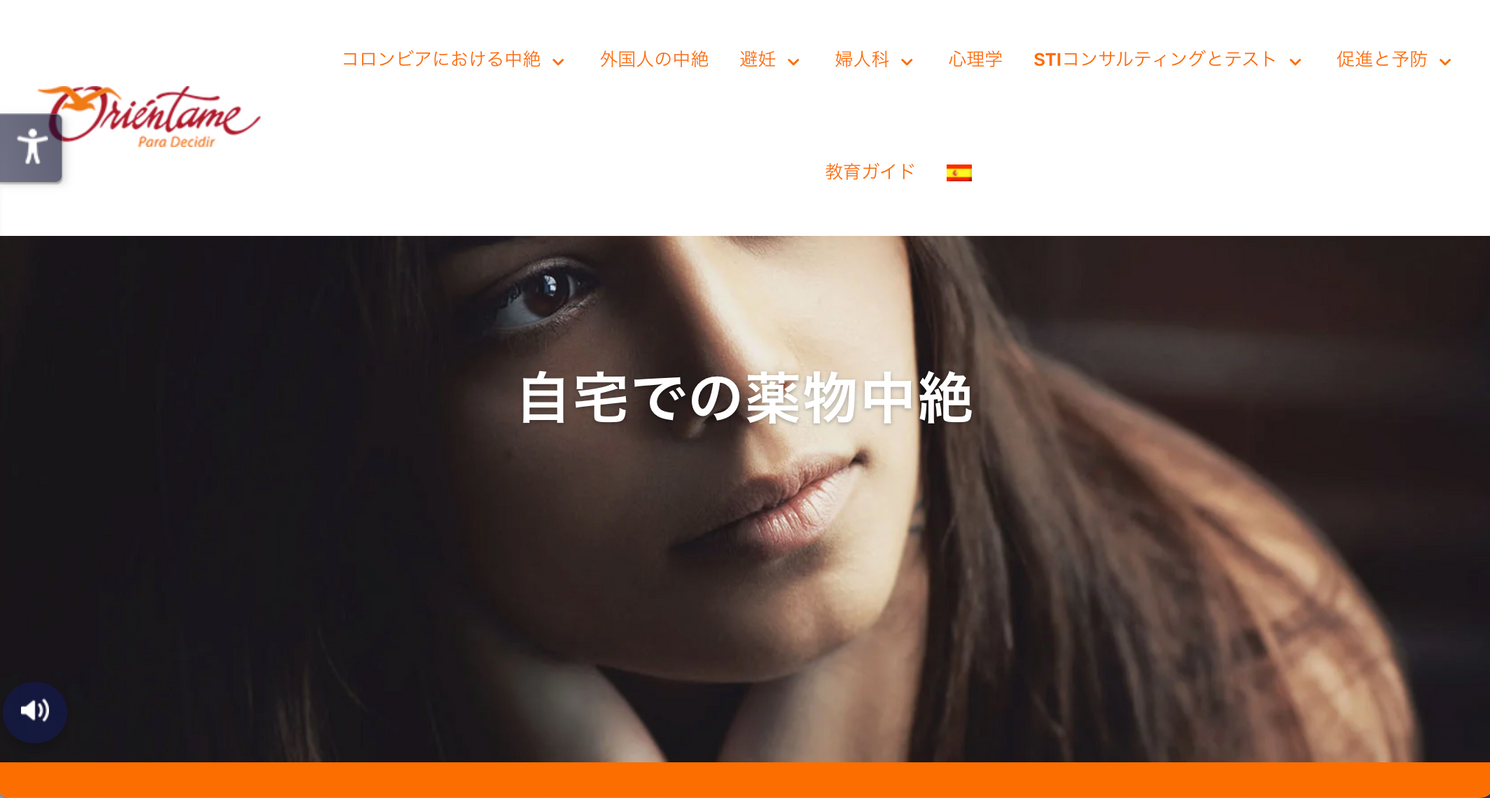 コロンビアにおける中絶 外国人の中絶 避妊 婦人科 心理学 STIコンサルティングとテスト 促進と予防
Oriéntame
Para Decidir
教育ガイド
自宅での薬物中絶